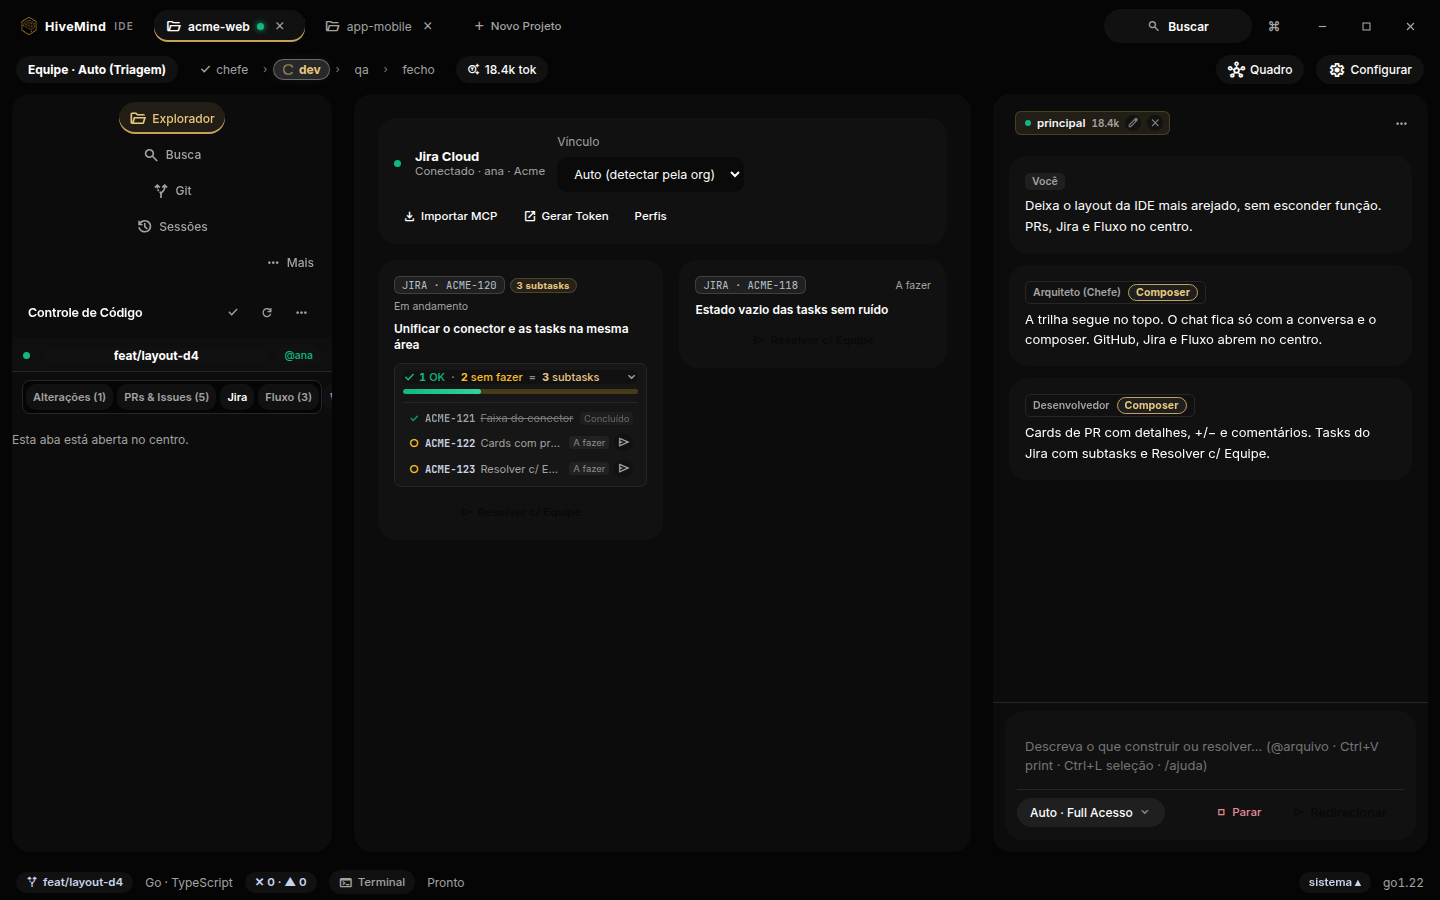 HiveMind IDE
acme-web
app-mobile
Novo Projeto
Buscar
Equipe · Auto (Triagem)
chefe › dev › qa › fecho
18.4k tok
Quadro
Configurar
Explorador
Busca
Git
Sessões
Mais
Controle de Código
feat/layout-d4
@ana
Alterações (1)
PRs & Issues (5)
Jira
Fluxo (3)
Esta aba está aberta no centro.
Jira Cloud
Conectado · ana · Acme
Vínculo
Auto (detectar pela org)
Importar MCP
Gerar Token
Perfis
JIRA · ACME-120
3 subtasks
Em andamento
Unificar o conector e as tasks na mesma
área
1 OK · 2 sem fazer = 3 subtasks
ACME-121 Faixa do conector Concluído
ACME-122 Cards com pr... A fazer
ACME-123 Resolver c/ E... A fazer
Resolver c/ Equipe
JIRA · ACME-118
A fazer
Estado vazio das tasks sem ruído
Resolver c/ Equipe
principal 18.4k
Você
Deixa o layout da IDE mais arejado, sem esconder função.
PRs, Jira e Fluxo no centro.
Arquiteto (Chefe) Composer
A trilha segue no topo. O chat fica só com a conversa e o
composer. GitHub, Jira e Fluxo abrem no centro.
Desenvolvedor Composer
Cards de PR com detalhes, +/− e comentários. Tasks do
Jira com subtasks e Resolver c/ Equipe.
Descreva o que construir ou resolver... (@arquivo · Ctrl+V
print · Ctrl+L seleção · /ajuda)
Auto · Full Acesso
Parar
Redirecionar
feat/layout-d4
Go · TypeScript
✕ 0 · ▲ 0
Terminal
Pronto
sistema ▴
go1.22